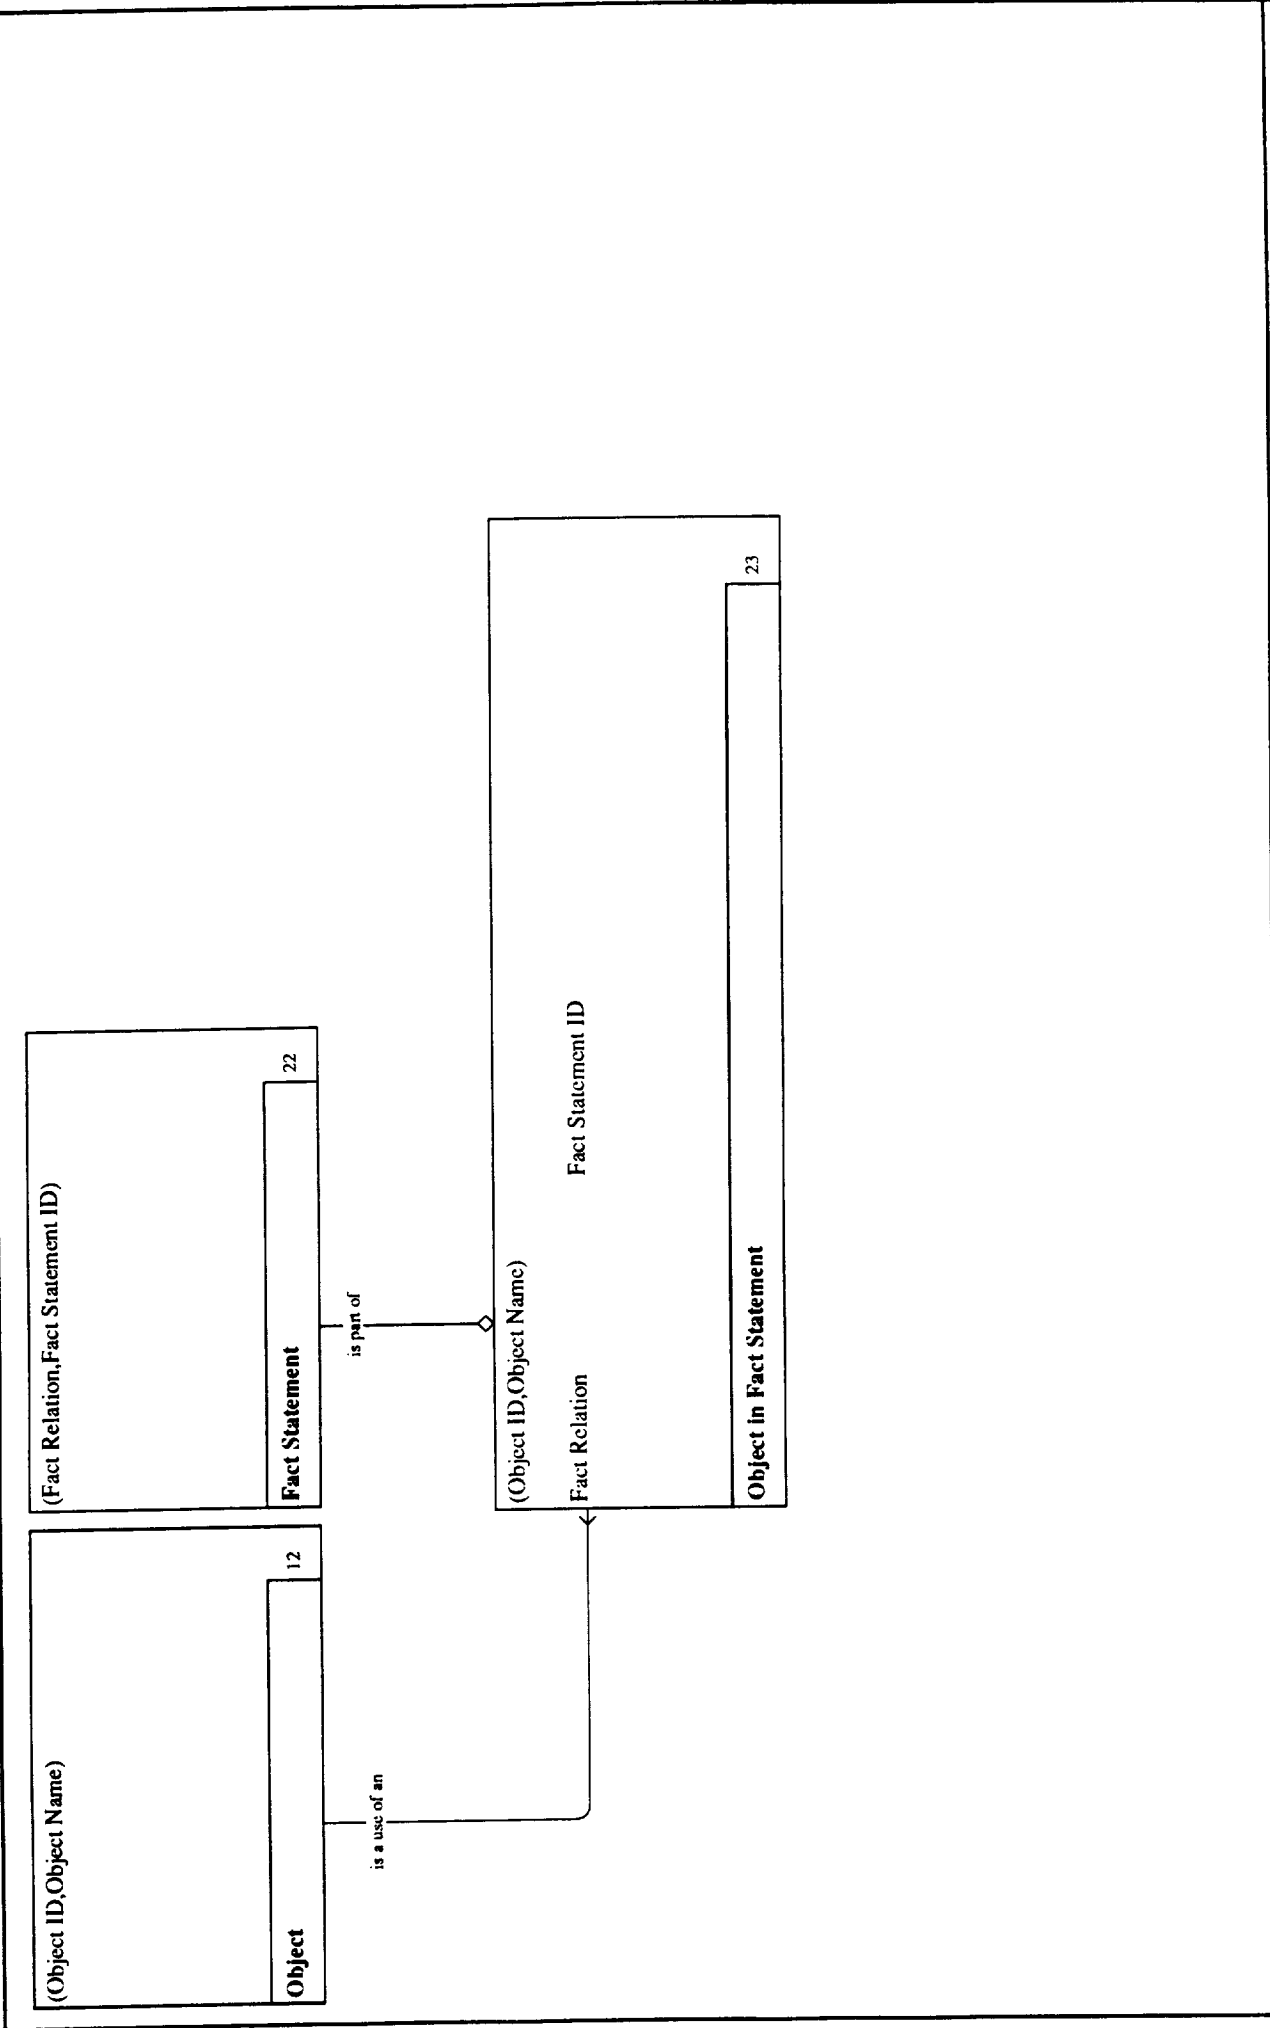 (Object ID,Object Name)
Object
12
(Fact Relation,Fact Statement ID)
Fact Statement
22
is a use of an
is part of
(Object ID,Object Name)
Fact Relation Fact Statement ID
Object in Fact Statement
23